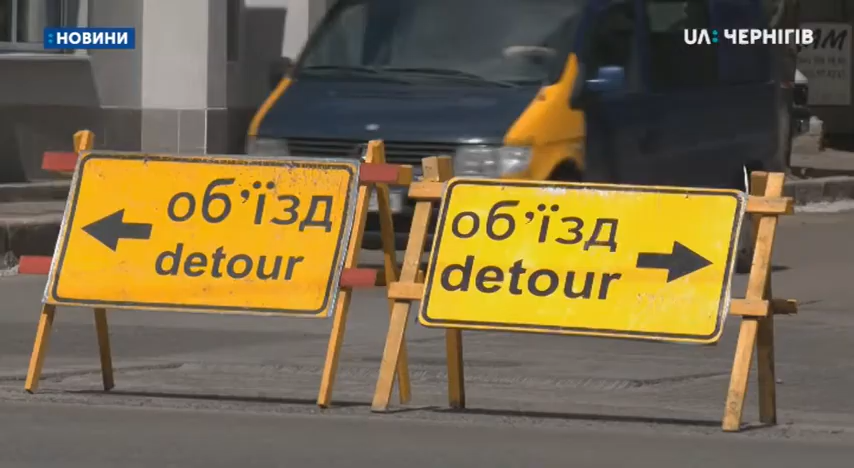 НОВИНИ
UA: ЧЕРНІГІВ
об'їзд
detour
об'їзд
detour